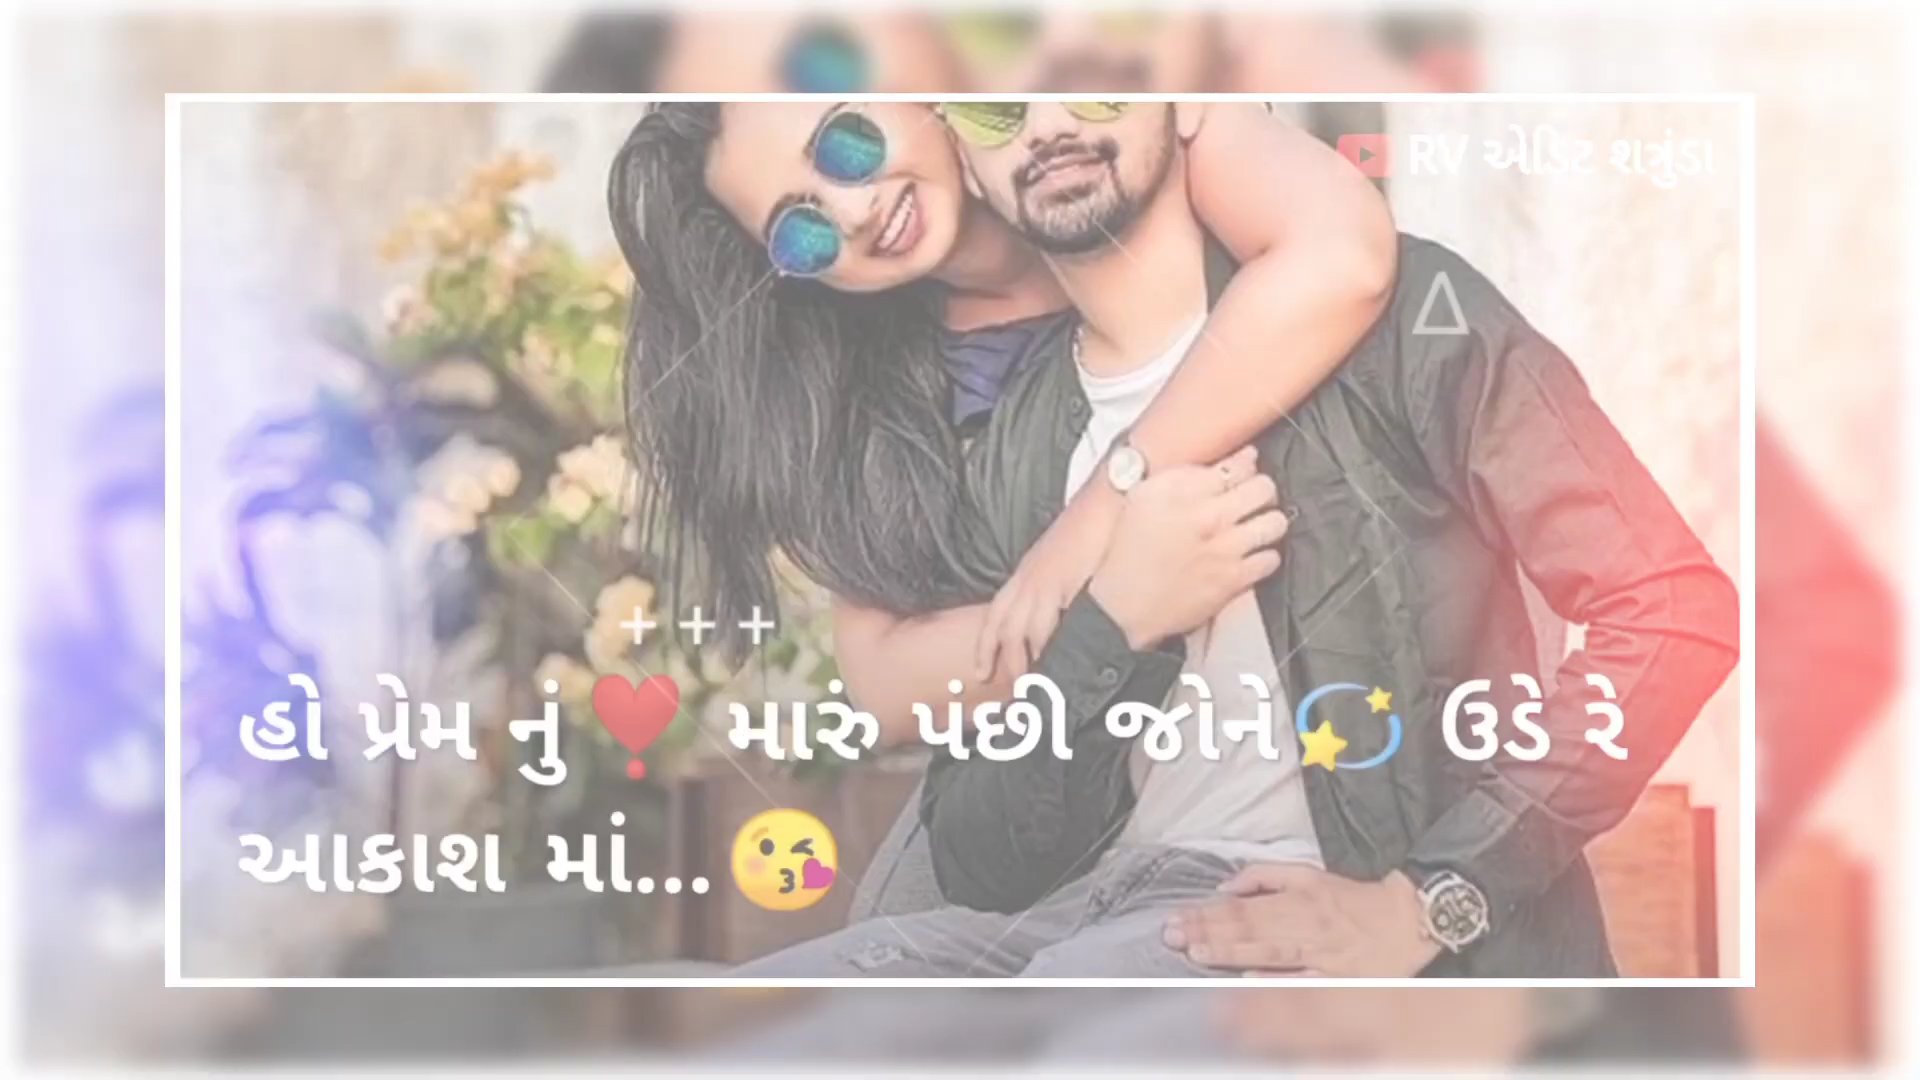 RV એડિટ શત્રુંડા
+ + +
હો પ્રેમ નું❣️ મારું પંછી જોને💫 ઉડે રે
આકાશ માં...😘